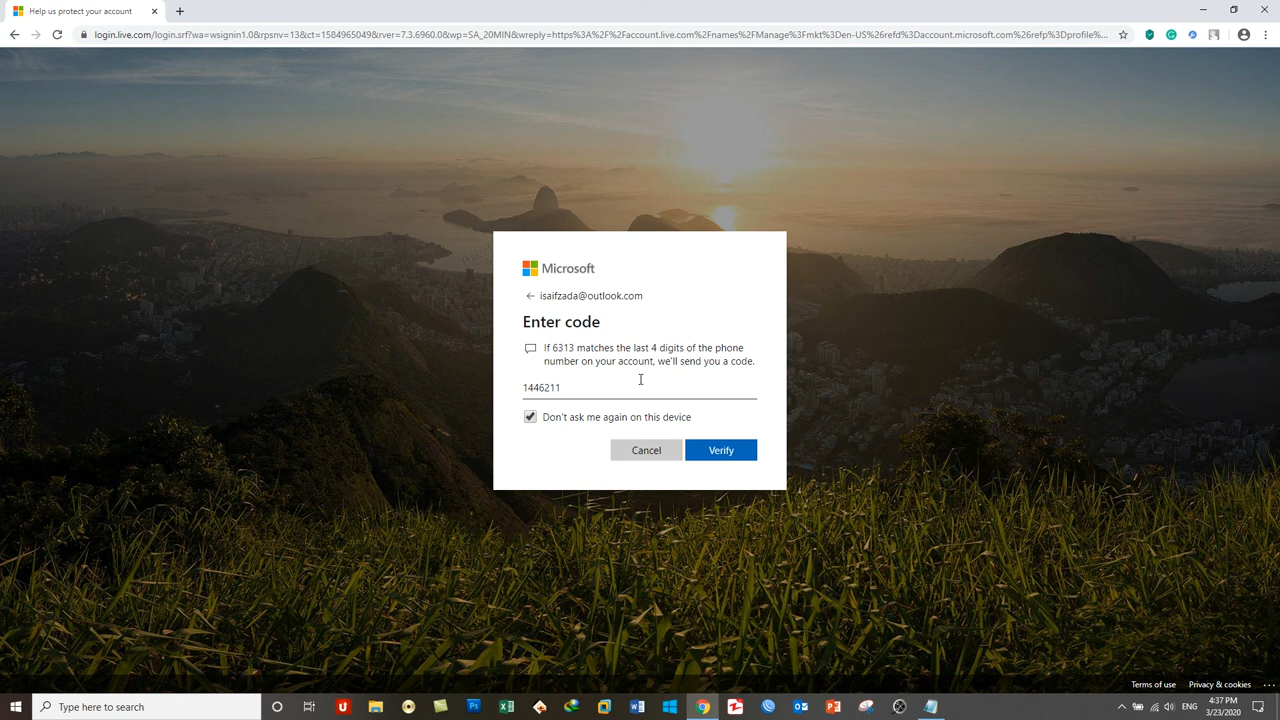 Help us protect your account
login.live.com/login.srf?wa=wsignin1.0&rpsnv=13&ct=1584965049&rver=7.3.6960.0&wp=SA_20MIN&wreply=https%3A%2F%2Faccount.live.com%2Fnames%2FManage%3Fmkt%3Den-US%26refd%3Daccount.microsoft.com%26refp%3Dprofile%...
Microsoft
isaifzada@outlook.com
Enter code
If 6313 matches the last 4 digits of the phone
number on your account, we'll send you a code.
1446211
Don't ask me again on this device
Cancel
Verify
Terms of use
Privacy & cookies
...
Type here to search
4:37 PM
3/23/2020